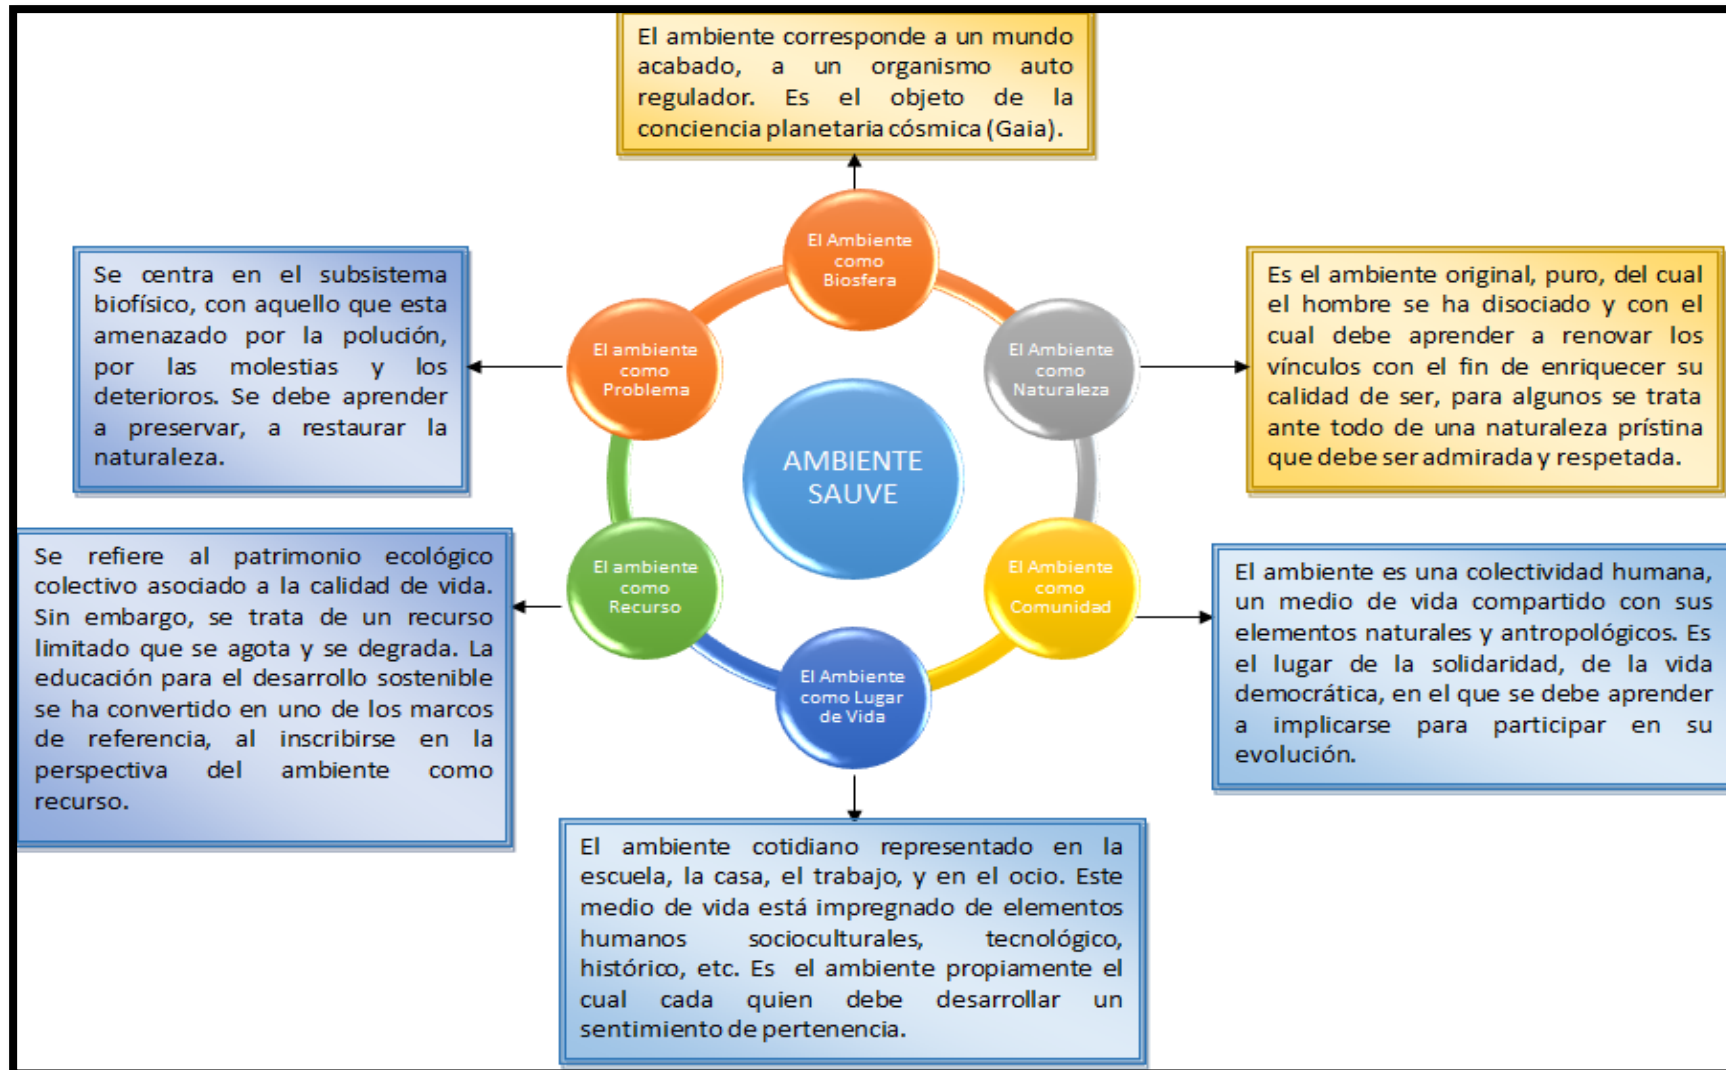 El ambiente corresponde a un mundo
acabado, a un organismo auto
regulador. Es el objeto de la
conciencia planetaria cósmica (Gaia).
El Ambiente
como
Biosfera
Se centra en el subsistema
biofísico, con aquello que esta
amenazado por la polución,
por las molestias y los
deterioros. Se debe aprender
a preservar, a restaurar la
naturaleza.
El ambiente
como
Problema
El Ambiente
como
Naturaleza
Es el ambiente original, puro, del cual
el hombre se ha disociado y con el
cual debe aprender a renovar los
vínculos con el fin de enriquecer su
calidad de ser, para algunos se trata
ante todo de una naturaleza prístina
que debe ser admirada y respetada.
AMBIENTE
SAUVE
Se refiere al patrimonio ecológico
colectivo asociado a la calidad de vida.
Sin embargo, se trata de un recurso
limitado que se agota y se degrada. La
educación para el desarrollo sostenible
se ha convertido en uno de los marcos
de referencia, al inscribirse en la
perspectiva del ambiente como
recurso.
El ambiente
como
Recurso
El Ambiente
como
Comunidad
El ambiente es una colectividad humana,
un medio de vida compartido con sus
elementos naturales y antropológicos. Es
el lugar de la solidaridad, de la vida
democrática, en el que se debe aprender
a implicarse para participar en su
evolución.
El Ambiente
como Lugar
de Vida
El ambiente cotidiano representado en la
escuela, la casa, el trabajo, y en el ocio. Este
medio de vida está impregnado de elementos
humanos socioculturales, tecnológico,
histórico, etc. Es el ambiente propiamente el
cual cada quien debe desarrollar un
sentimiento de pertenencia.